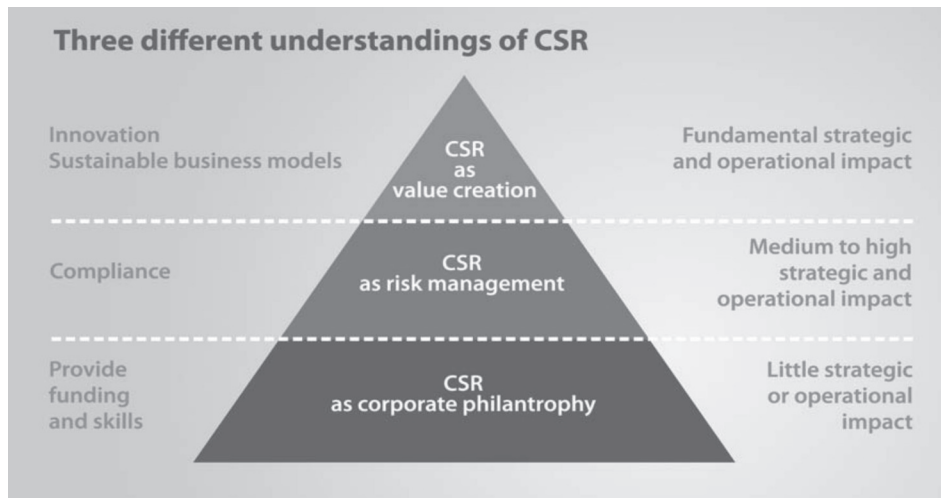 Three different understandings of CSR
Innovation
Sustainable business models
CSR
as
value creation
Fundamental strategic
and operational impact
Compliance
CSR
as risk management
Medium to high
strategic and
operational impact
Provide
funding
and skills
CSR
as corporate philantrophy
Little strategic
or operational
impact